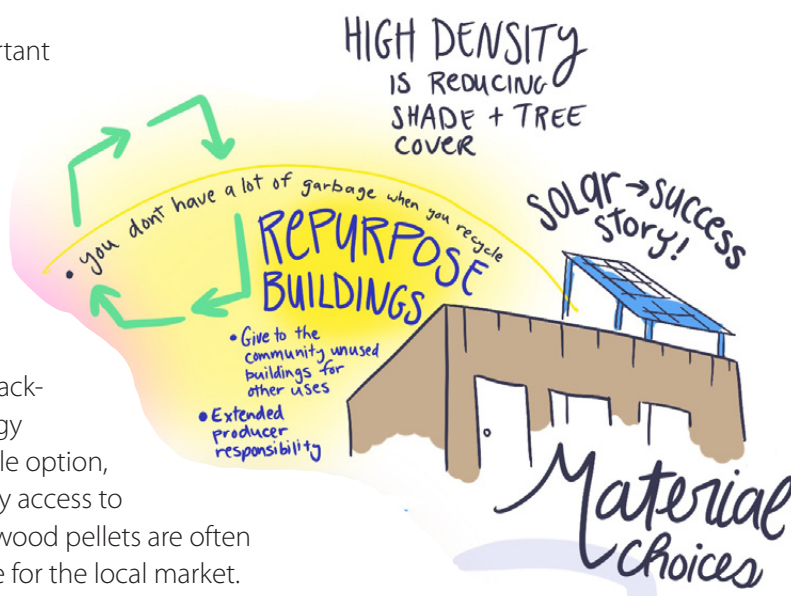 rtant
HIGH DENSITY
IS REDUCING
SHADE + TREE
COVER
• you dont have a lot of garbage when you recycle
SOLAR → SUCCESS
STORY!
REPURPOSE
BUILDINGS
• Give to the
community unused
buildings for
other uses
• Extended
producer
responsibility
ack-
gy
le option,
y access to
wood pellets are often
e for the local market.
Material
choices